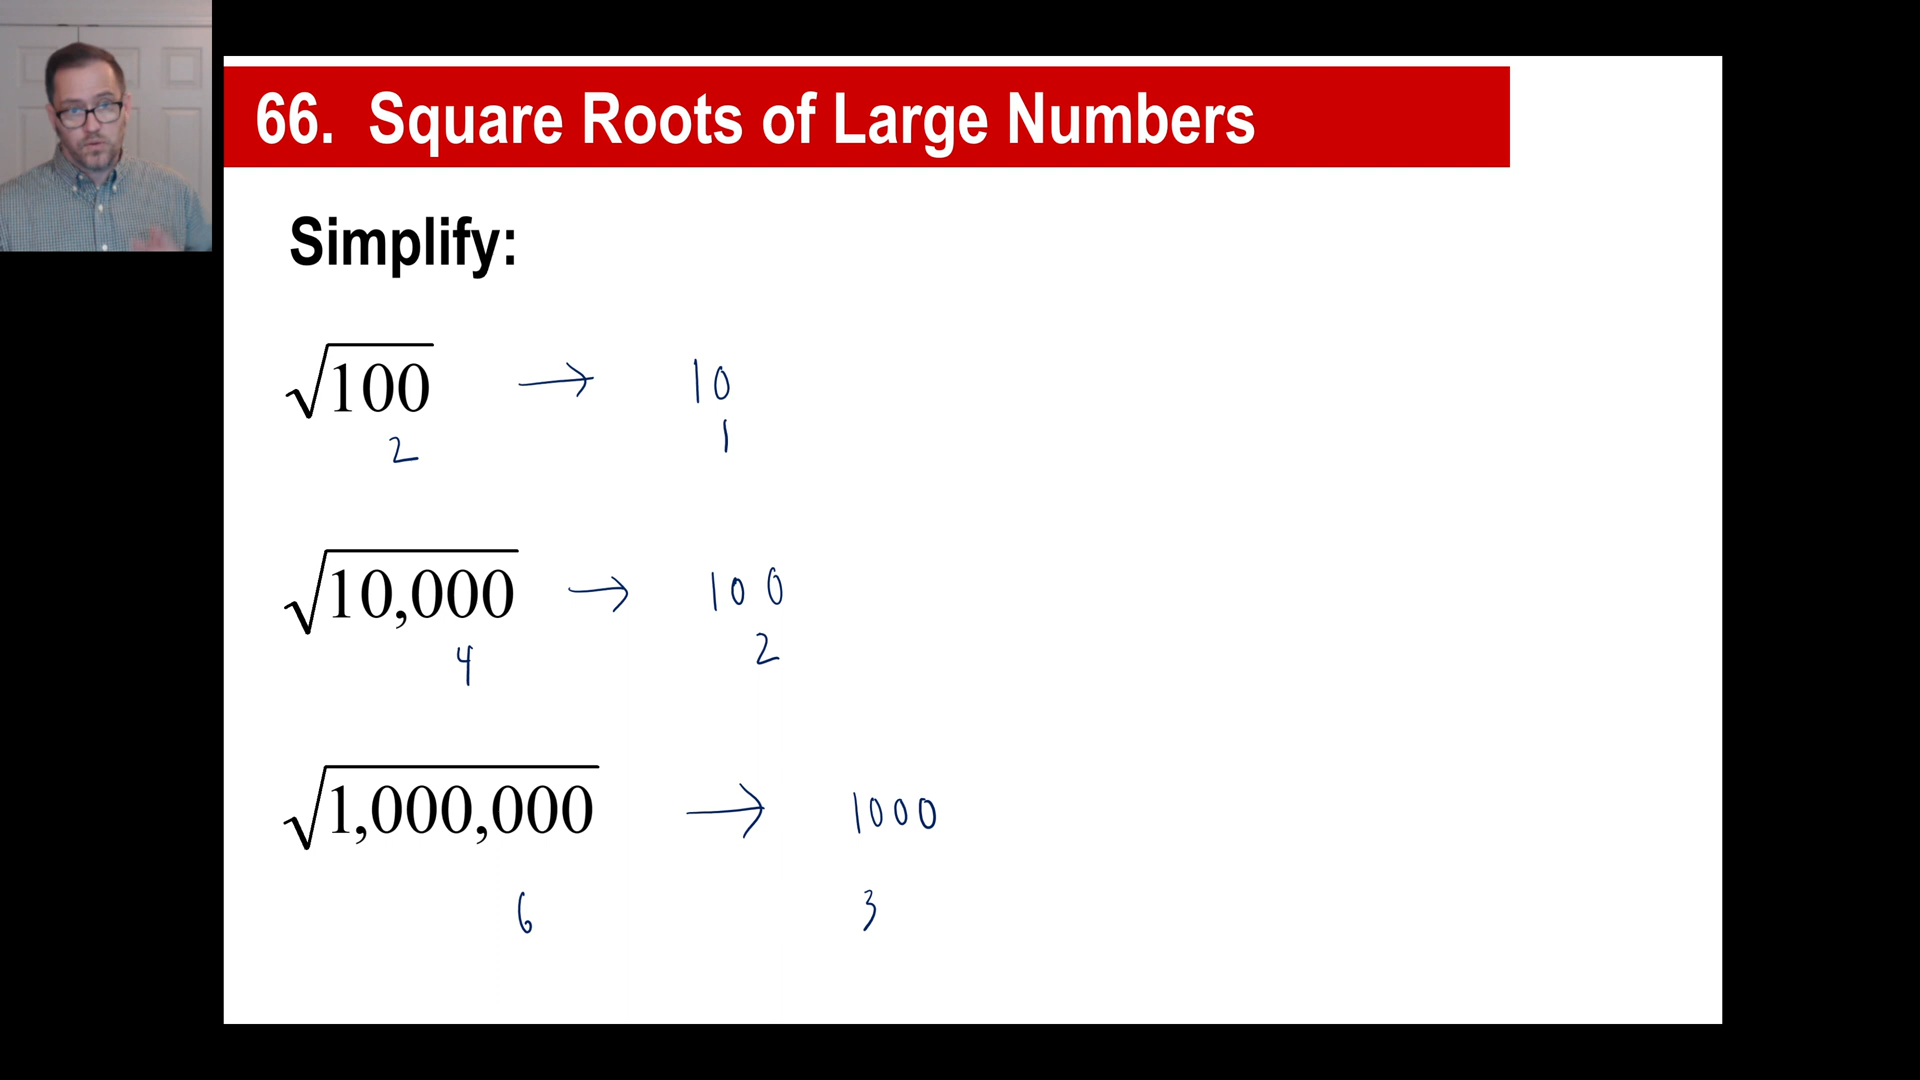 66. Square Roots of Large Numbers
Simplify:
√100 → 10
2 1
√10,000 → 100
4 2
√1,000,000 → 1000
6 3